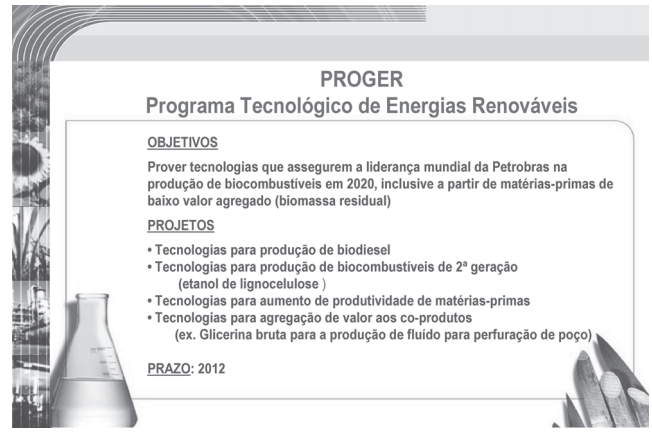 PROGER
Programa Tecnológico de Energias Renováveis
OBJETIVOS
Prover tecnologias que assegurem a liderança mundial da Petrobras na
produção de biocombustíveis em 2020, inclusive a partir de matérias-primas de
baixo valor agregado (biomassa residual)
PROJETOS
• Tecnologias para produção de biodiesel
• Tecnologias para produção de biocombustíveis de 2ª geração
(etanol de lignocelulose )
• Tecnologias para aumento de produtividade de matérias-primas
• Tecnologias para agregação de valor aos co-produtos
(ex. Glicerina bruta para a produção de fluído para perfuração de poço)
PRAZO: 2012